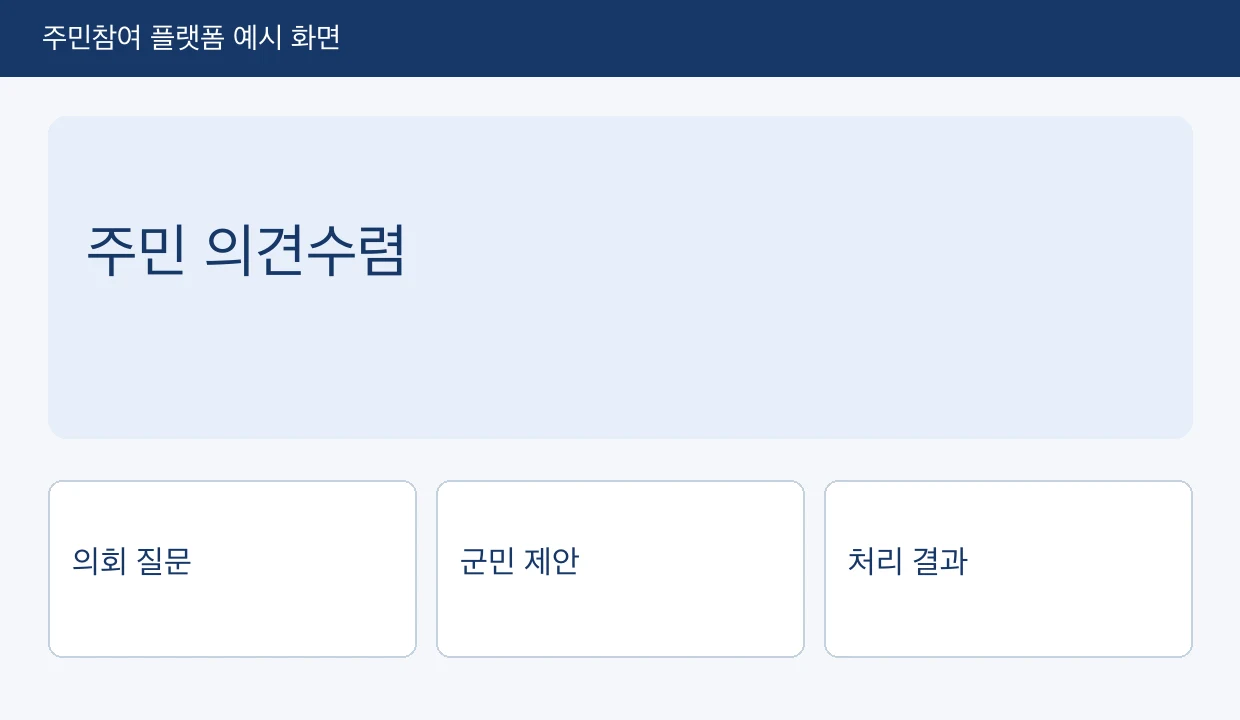 주민참여 플랫폼 예시 화면
주민 의견수렴
의회 질문
군민 제안
처리 결과